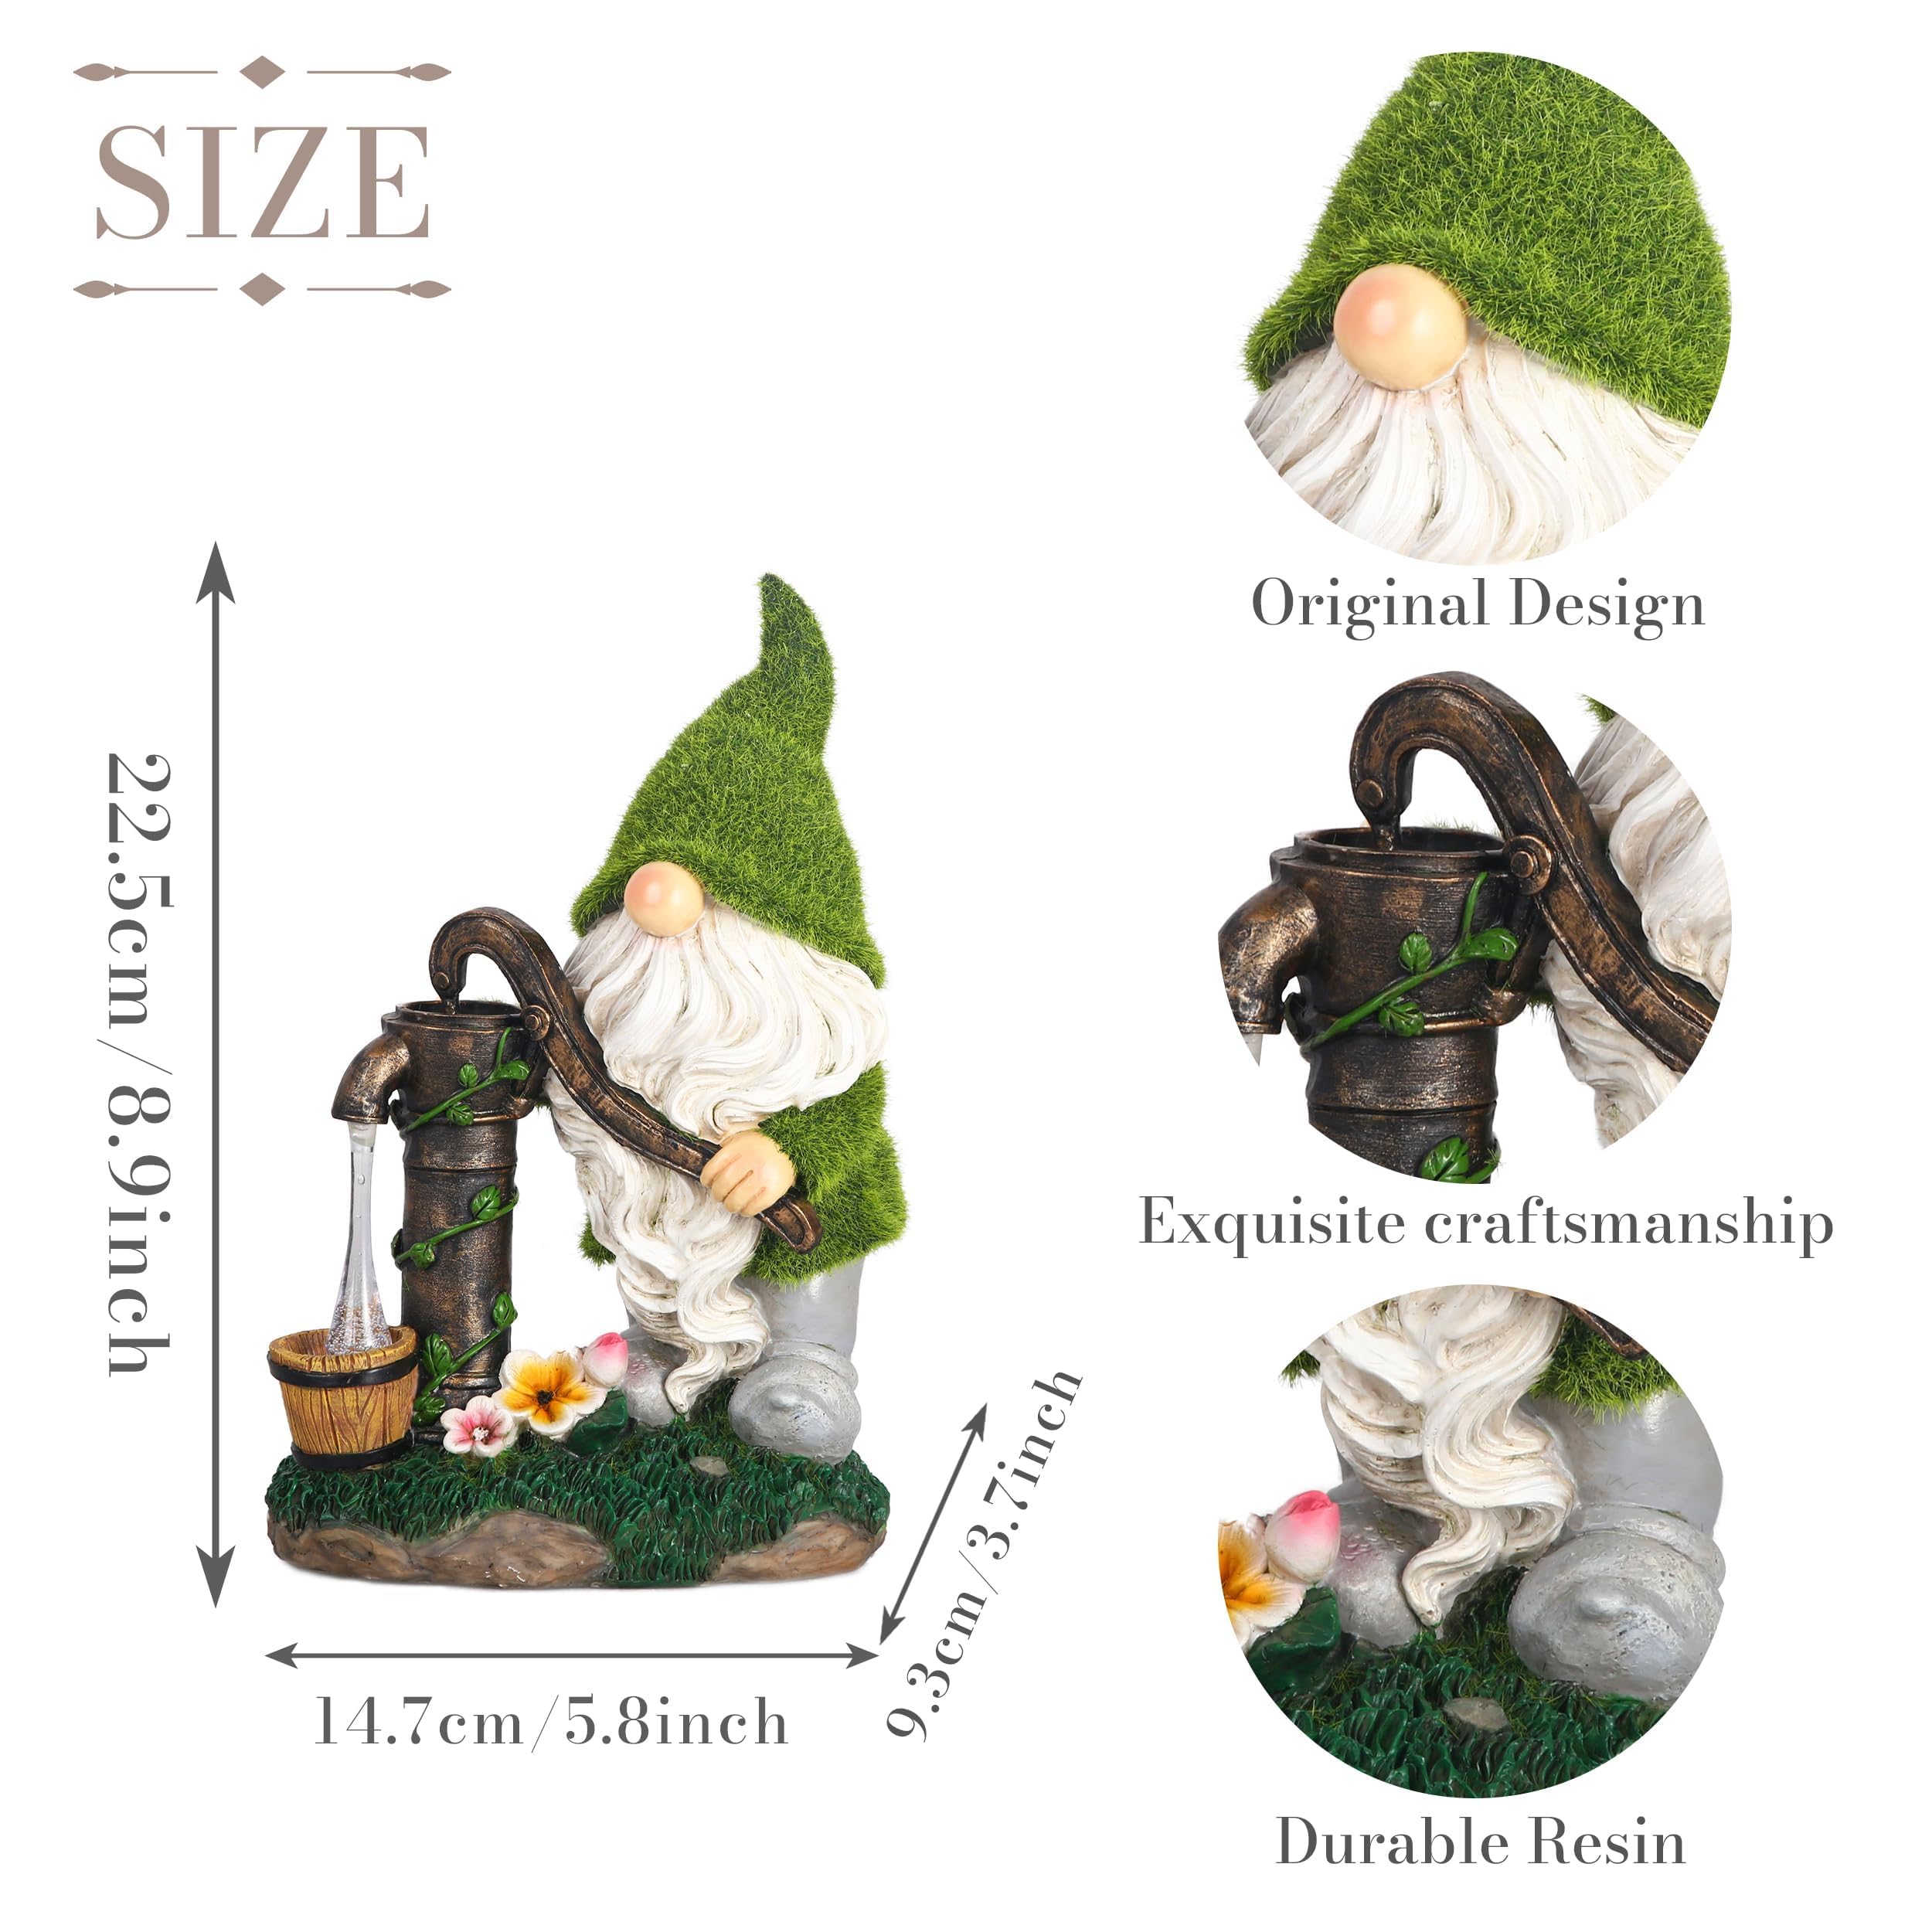 SIZE
22.5cm/8.9inch
14.7cm/5.8inch
9.3cm/3.7inch
Original Design
Exquisite craftsmanship
Durable Resin